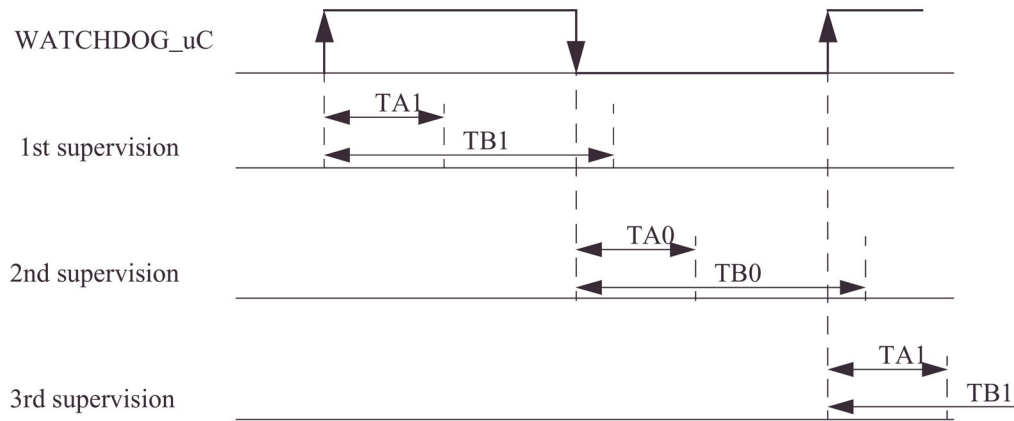 WATCHDOG_uC
TA1
TB1
1st supervision
TA0
TB0
2nd supervision
TA1
TB1
3rd supervision